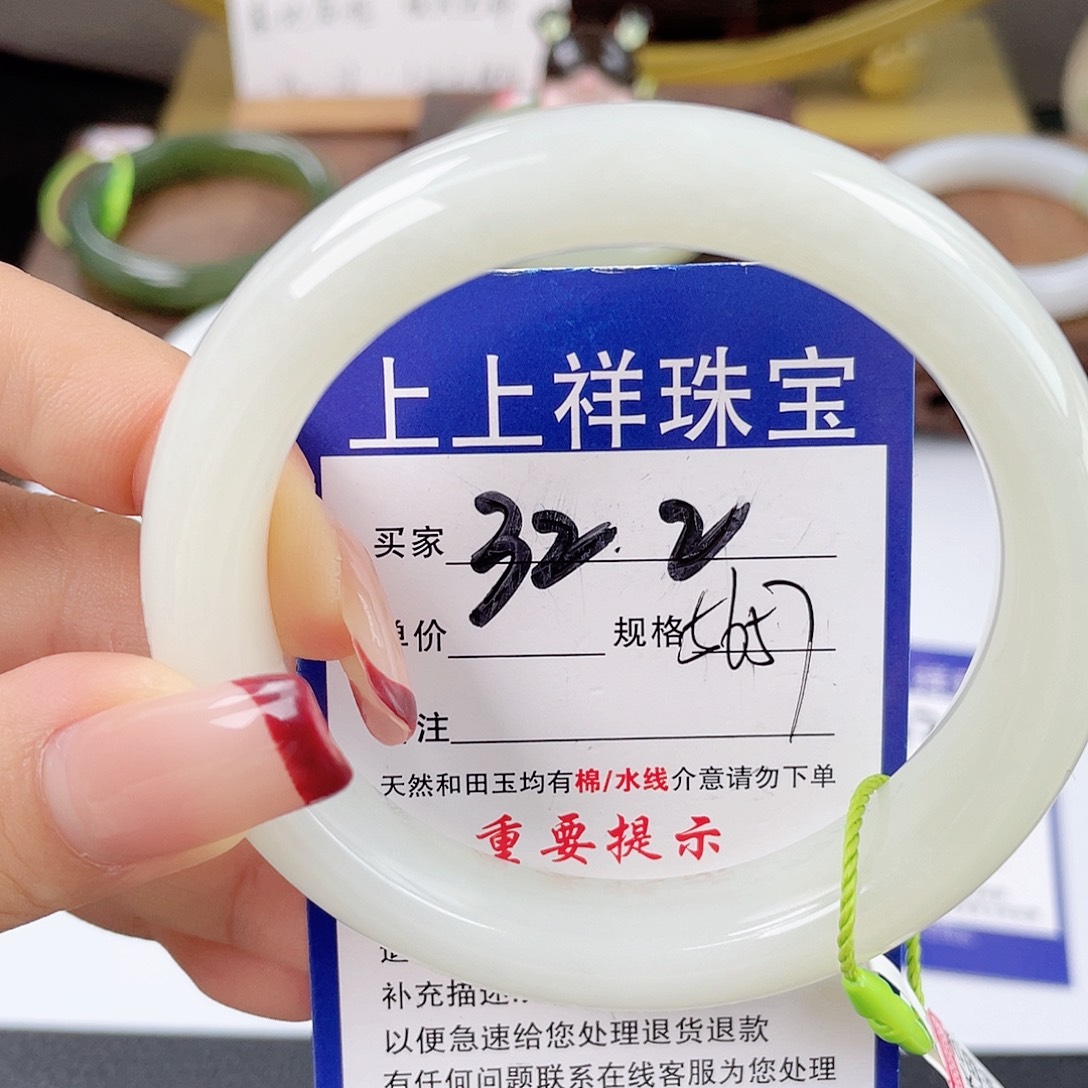 上上祥珠宝
买家 32.2
单价 规格
注
天然和田玉均有棉/水线介意请勿下单
重要提示
补充描述..
以便急速给您处理退货退款
有任何问题联系在线客服为您处理